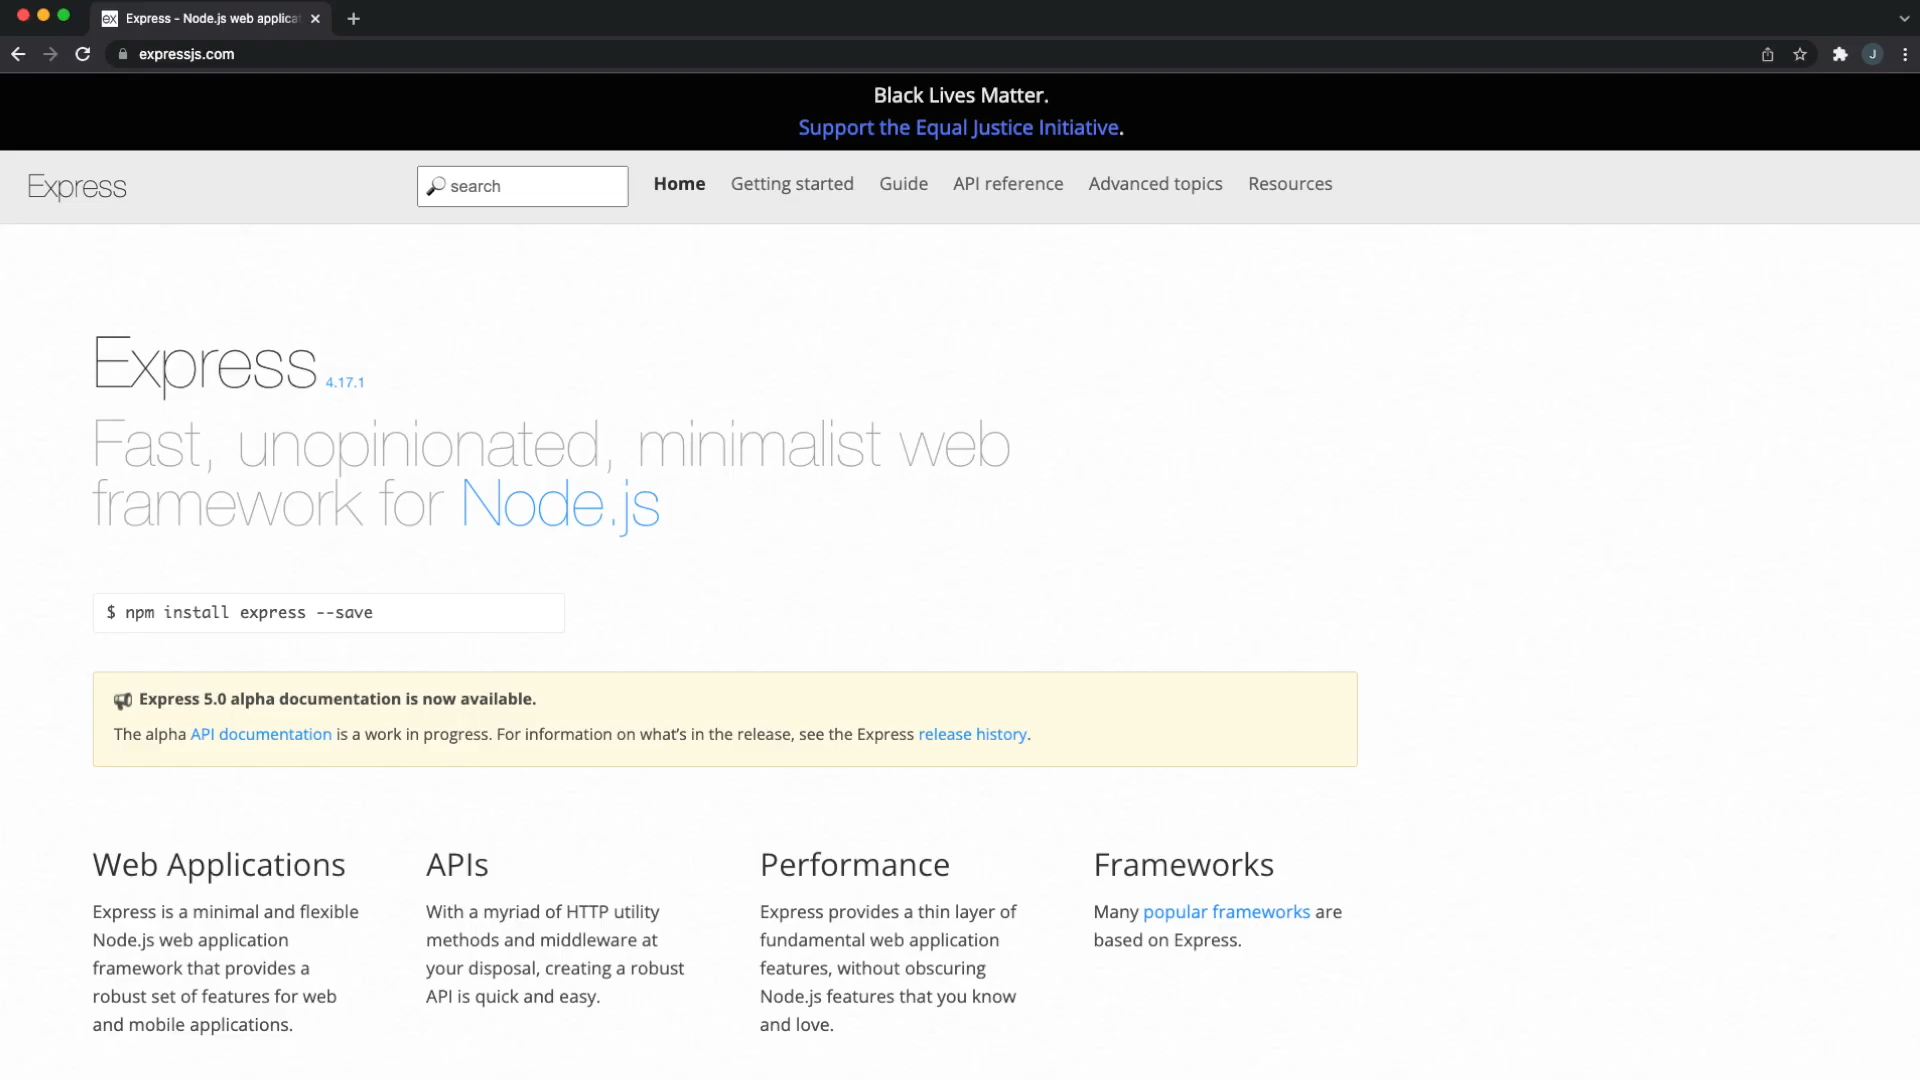 Express - Node.js web applica
expressjs.com
J
Black Lives Matter.
Support the Equal Justice Initiative.
Express
search
Home
Getting started
Guide
API reference
Advanced topics
Resources
Express 4.17.1
Fast, unopinionated, minimalist web
framework for Node.js
$ npm install express --save
Express 5.0 alpha documentation is now available.
The alpha API documentation is a work in progress. For information on what’s in the release, see the Express release history.
Web Applications
Express is a minimal and flexible
Node.js web application
framework that provides a
robust set of features for web
and mobile applications.
APIs
With a myriad of HTTP utility
methods and middleware at
your disposal, creating a robust
API is quick and easy.
Performance
Express provides a thin layer of
fundamental web application
features, without obscuring
Node.js features that you know
and love.
Frameworks
Many popular frameworks are
based on Express.